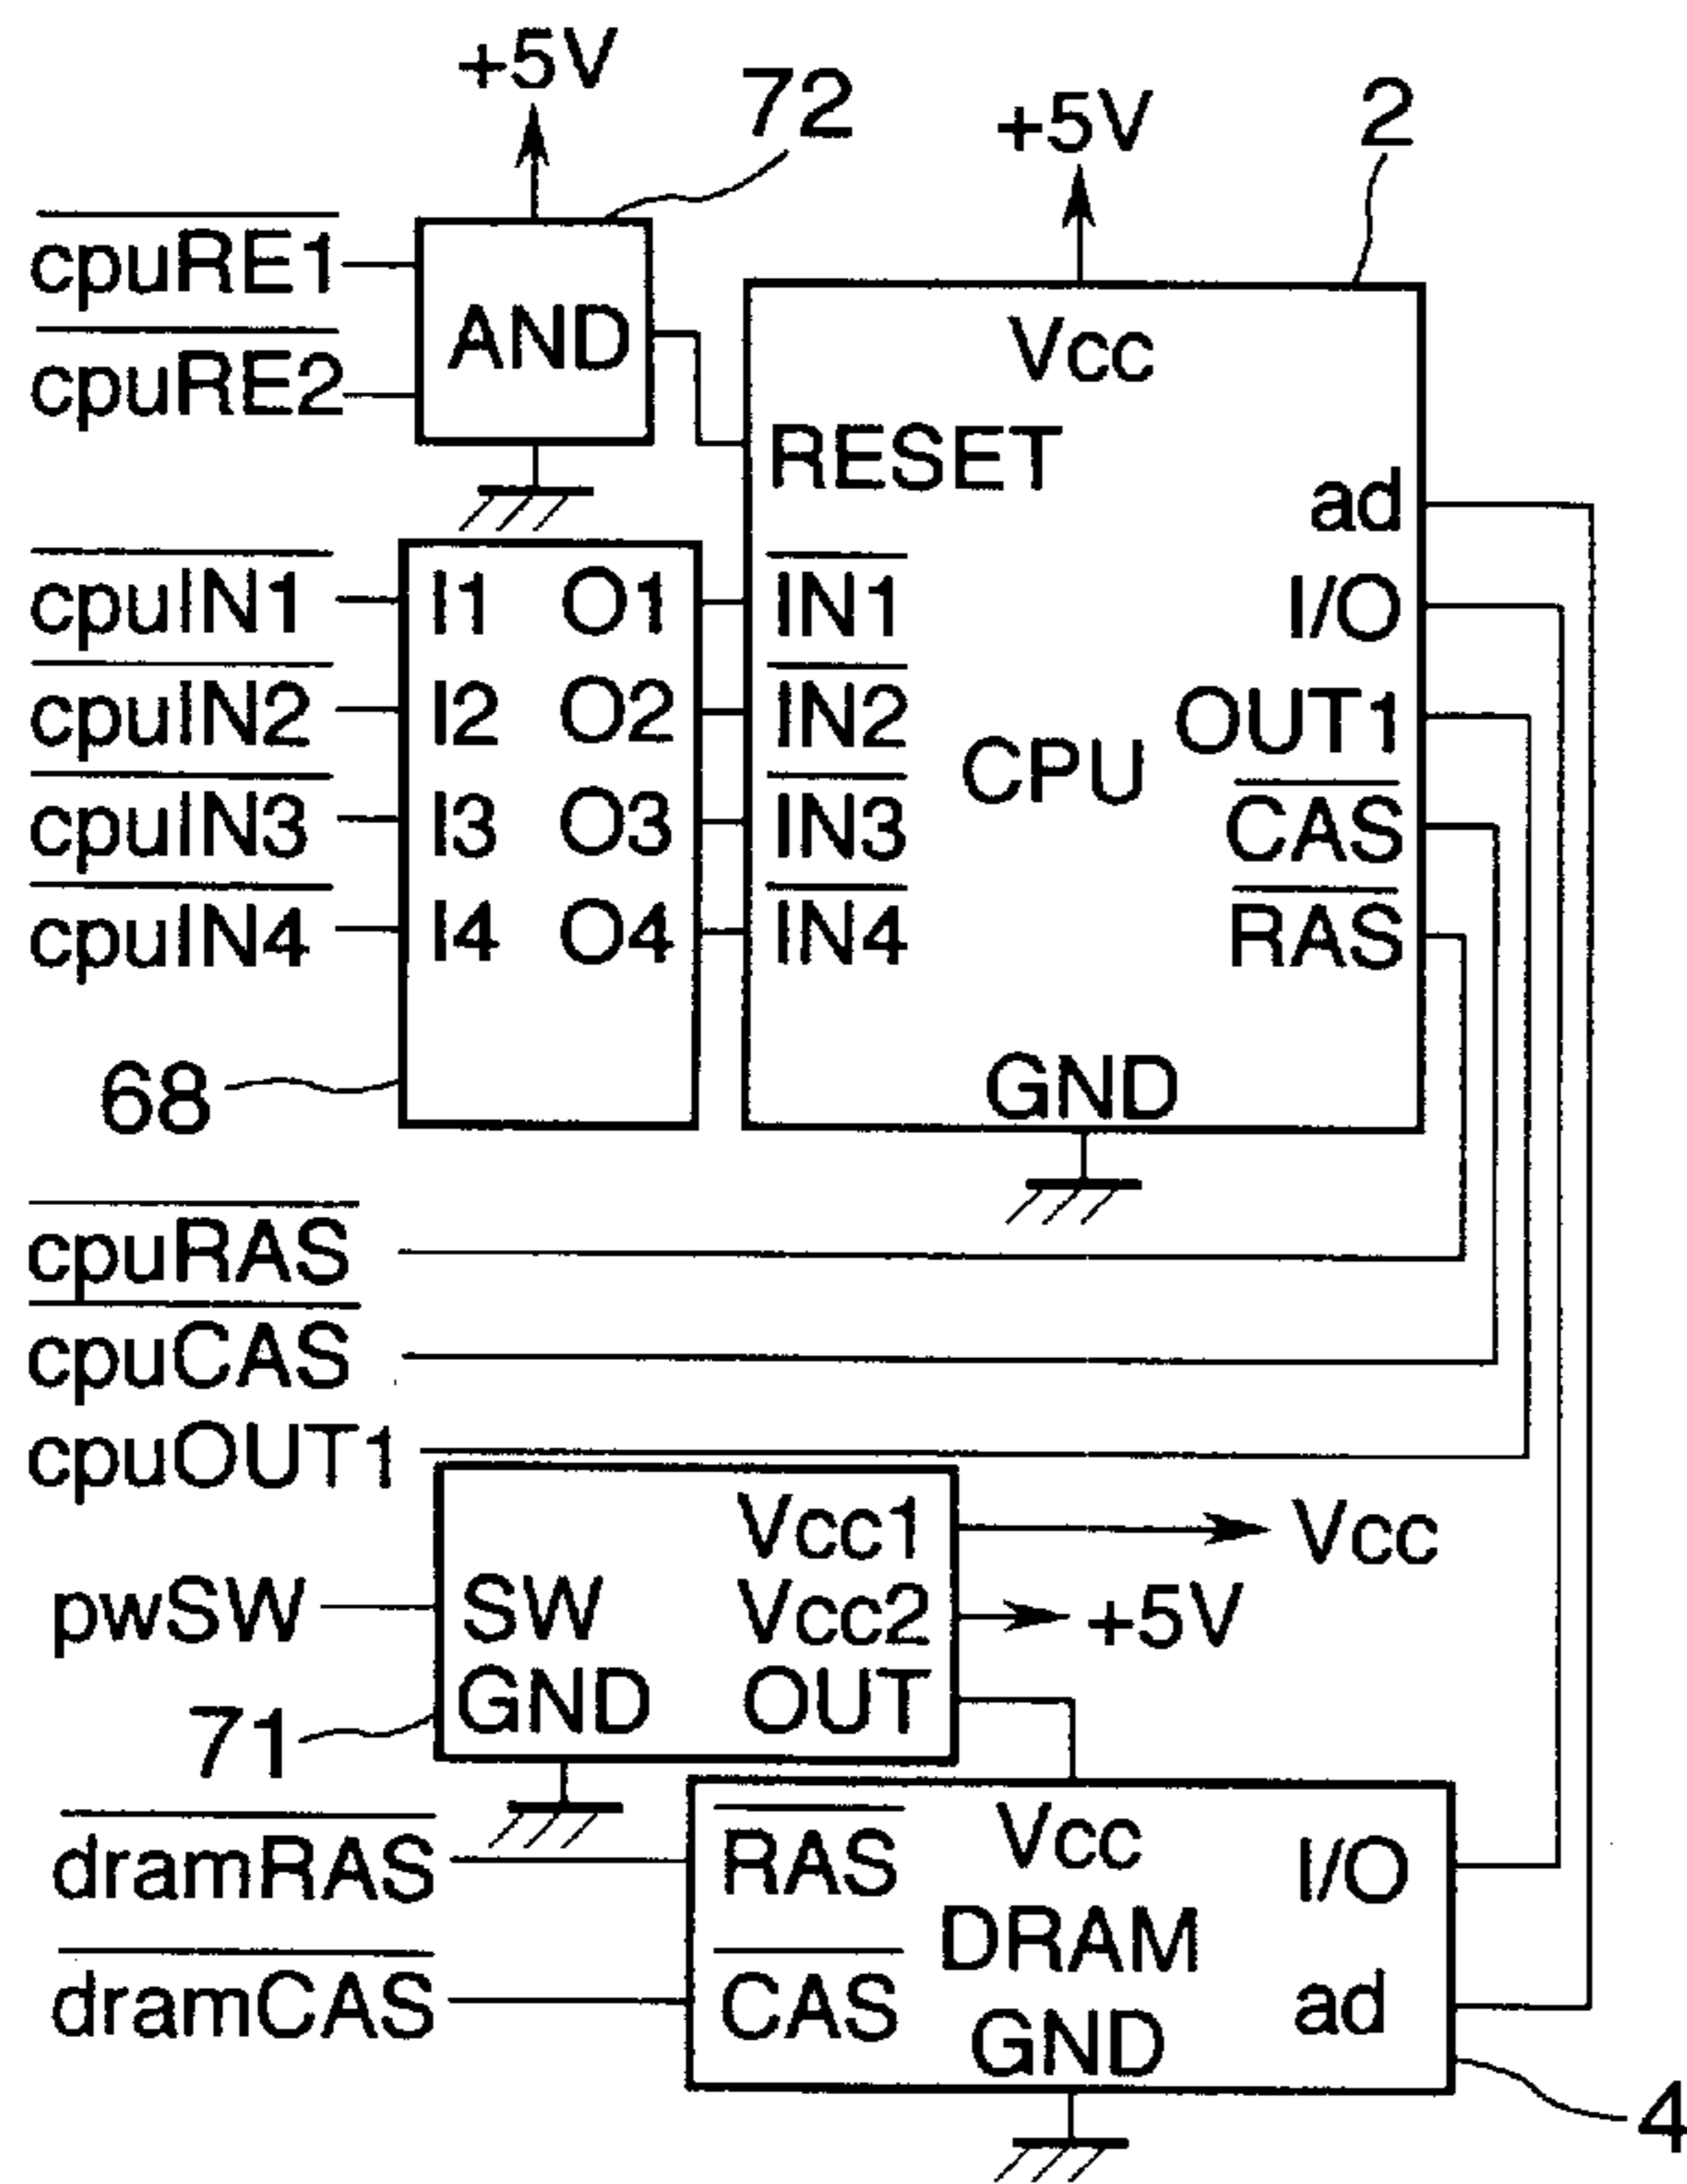 +5V
72
+5V
2
cpuRE1
cpuRE2
AND
Vcc
RESET
ad
I/O
OUT1
CAS
RAS
cpuIN1
I1 O1
IN1
cpuIN2
I2 O2
IN2
CPU
cpuIN3
I3 O3
IN3
cpuIN4
I4 O4
IN4
68
GND
cpuRAS
cpuCAS
cpuOUT1
Vcc1
Vcc
pwSW
SW
Vcc2
+5V
GND
OUT
71
dramRAS
RAS
Vcc
I/O
DRAM
dramCAS
CAS
GND
ad
4